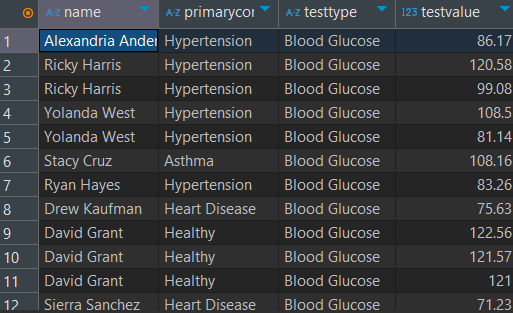 A-Z name A-Z primarycor A-Z testtype 123 testvalue
1 Alexandria Ander Hypertension Blood Glucose 86.17
2 Ricky Harris Hypertension Blood Glucose 120.58
3 Ricky Harris Hypertension Blood Glucose 99.08
4 Yolanda West Hypertension Blood Glucose 108.5
5 Yolanda West Hypertension Blood Glucose 81.14
6 Stacy Cruz Asthma Blood Glucose 108.16
7 Ryan Hayes Hypertension Blood Glucose 83.26
8 Drew Kaufman Heart Disease Blood Glucose 75.63
9 David Grant Healthy Blood Glucose 122.56
10 David Grant Healthy Blood Glucose 121.57
11 David Grant Healthy Blood Glucose 121
12 Sierra Sanchez Heart Disease Blood Glucose 71.23